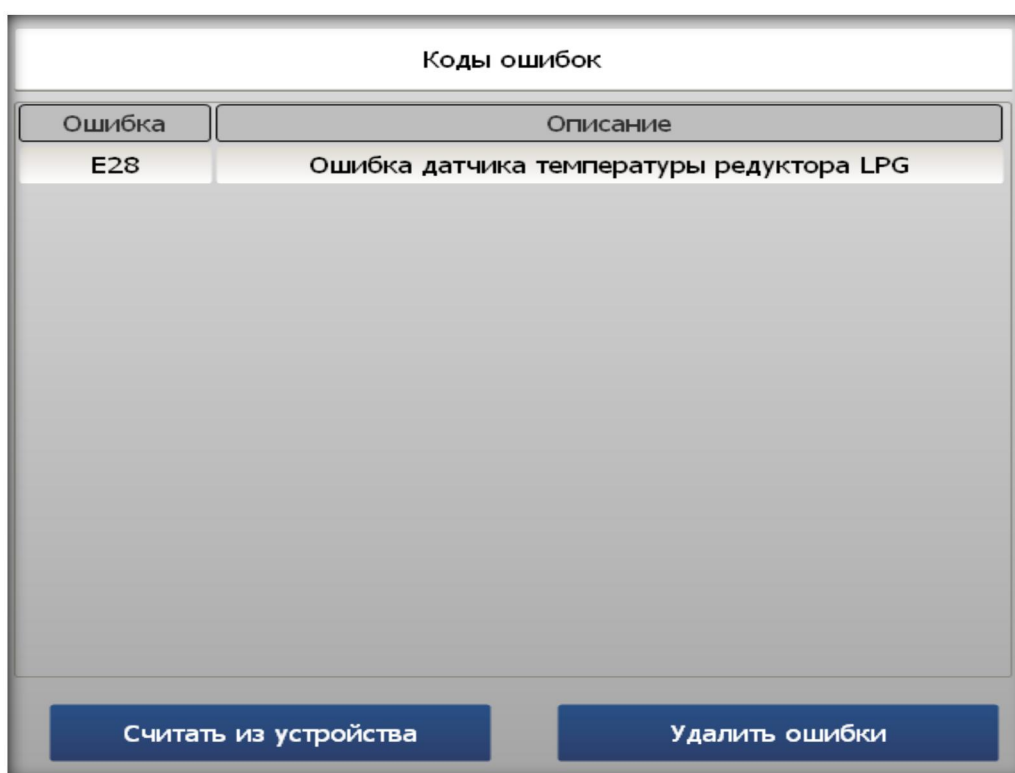 Коды ошибок
Ошибка Описание
E28 Ошибка датчика температуры редуктора LPG
Считать из устройства Удалить ошибки